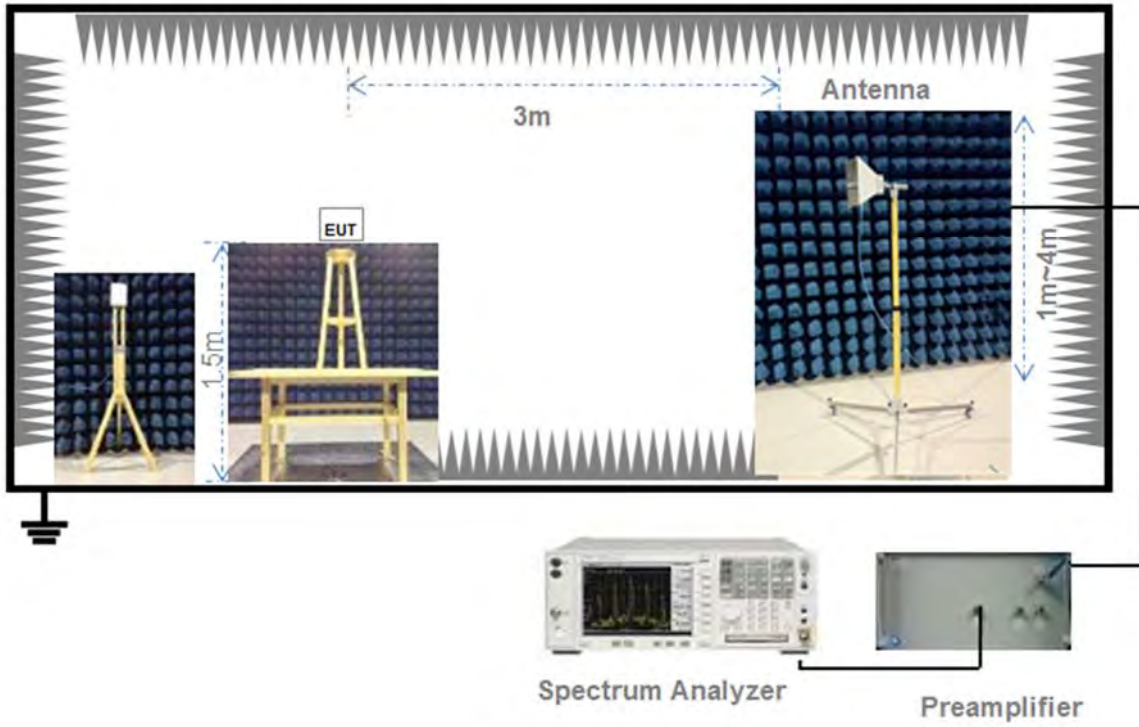 3m
Antenna
EUT
1.5m
1m~4m
Spectrum Analyzer
Preamplifier